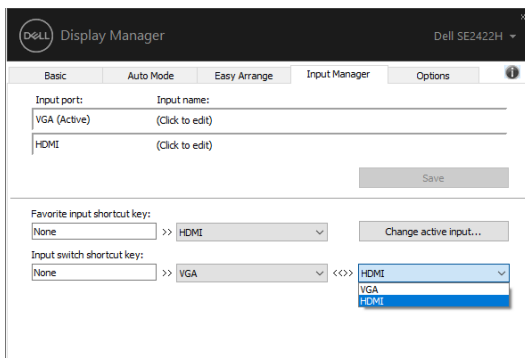 DELL Display Manager Dell SE2422H
Basic Auto Mode Easy Arrange Input Manager Options
Input port: Input name:
VGA (Active) (Click to edit)
HDMI (Click to edit)
Save
Favorite input shortcut key:
None >> HDMI Change active input...
Input switch shortcut key:
None >> VGA <<>> HDMI
VGA
HDMI